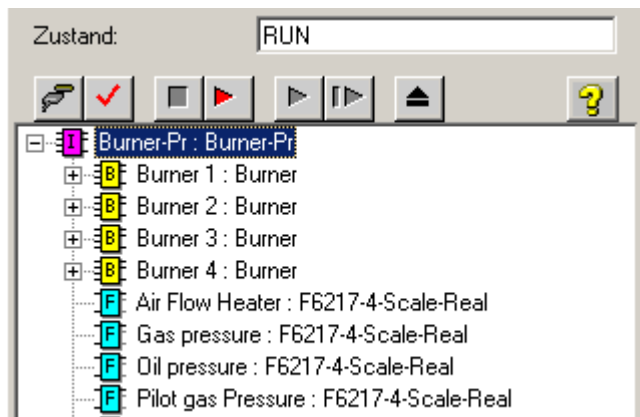 Zustand: RUN
I Burner-Pr : Burner-Pr
B Burner 1 : Burner
B Burner 2 : Burner
B Burner 3 : Burner
B Burner 4 : Burner
F Air Flow Heater : F6217-4-Scale-Real
F Gas pressure : F6217-4-Scale-Real
F Oil pressure : F6217-4-Scale-Real
F Pilot gas Pressure : F6217-4-Scale-Real